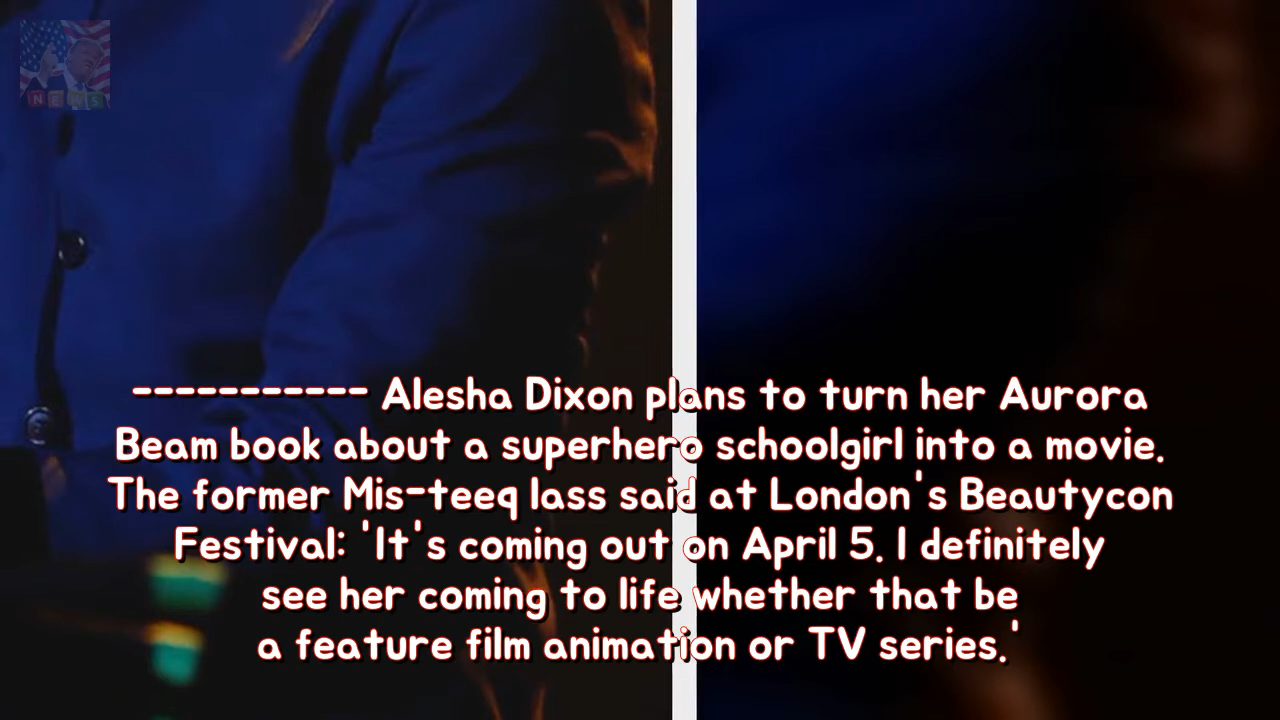 NEWS
----------- Alesha Dixon plans to turn her Aurora
Beam book about a superhero schoolgirl into a movie.
The former Mis-teeq lass said at London's Beautycon
Festival: 'It's coming out on April 5. I definitely
see her coming to life whether that be
a feature film animation or TV series.'